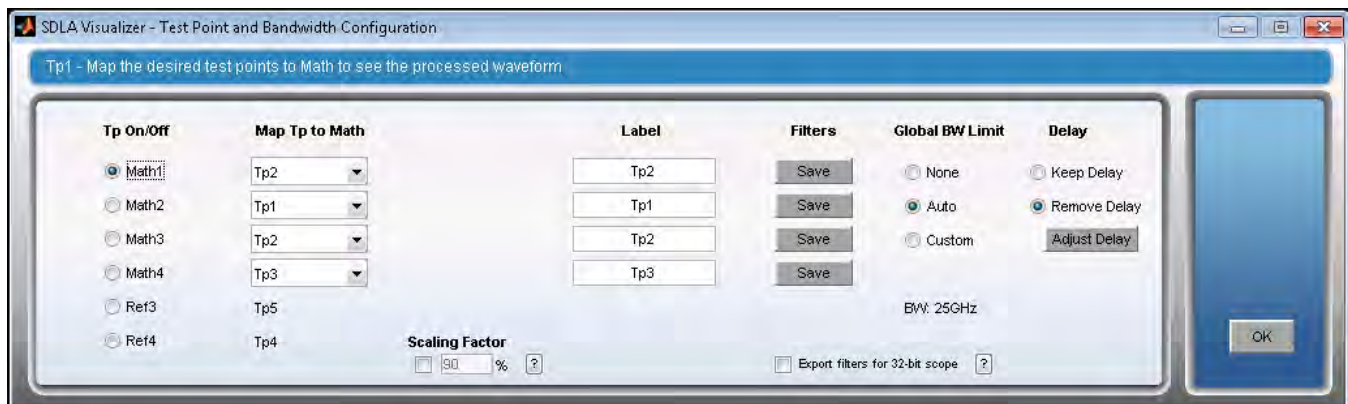 SDLA Visualizer - Test Point and Bandwidth Configuration
Tp1 - Map the desired test points to Math to see the processed waveform
Tp On/Off Map Tp to Math Label Filters Global BW Limit Delay
Math1 Tp2 Tp2 Save None Keep Delay
Math2 Tp1 Tp1 Save Auto Remove Delay
Math3 Tp2 Tp2 Save Custom Adjust Delay
Math4 Tp3 Tp3 Save
Ref3 Tp5 BW: 25GHz
Ref4 Tp4 Scaling Factor OK
90 % ? Export filters for 32-bit scope ?